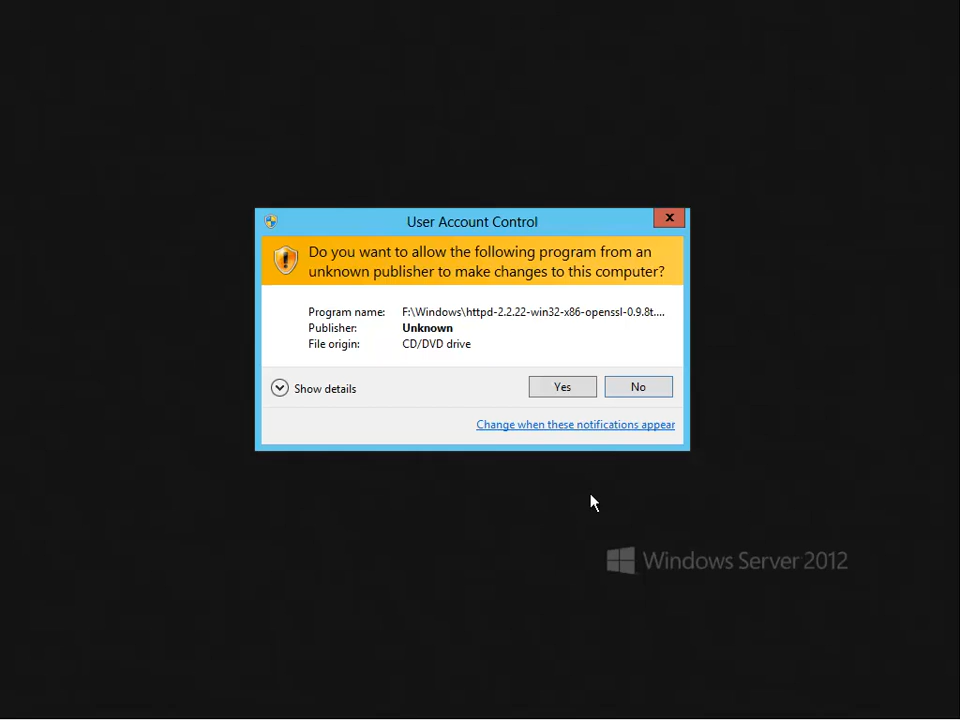 User Account Control
Do you want to allow the following program from an
unknown publisher to make changes to this computer?
Program name: F:\Windows\httpd-2.2.22-win32-x86-openssl-0.9.8t....
Publisher: Unknown
File origin: CD/DVD drive
Show details
Yes
No
Change when these notifications appear
Windows Server 2012